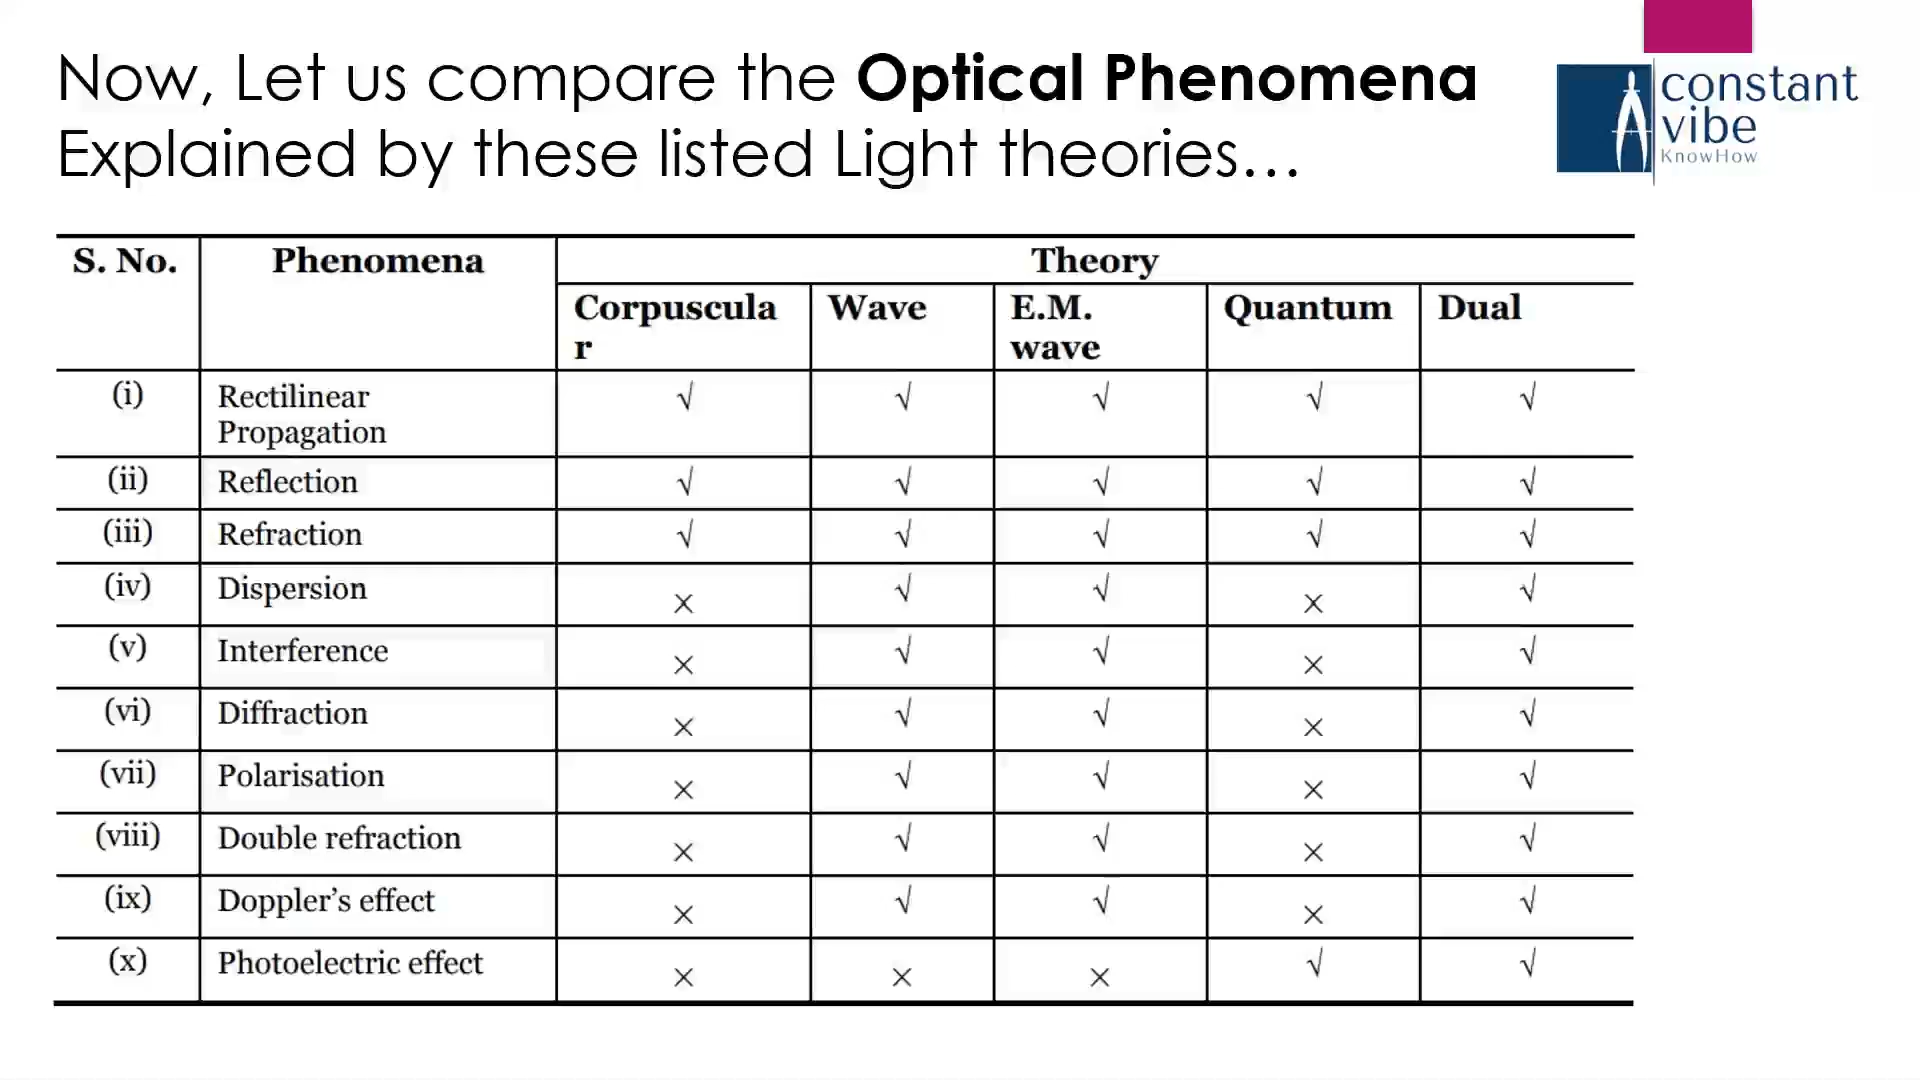 Now, Let us compare the Optical Phenomena
Explained by these listed Light theories...
constant
vibe
KnowHow
S. No. Phenomena Theory
Corpuscula Wave E.M. Quantum Dual
r wave
(i) Rectilinear √ √ √ √ √
Propagation
(ii) Reflection √ √ √ √ √
(iii) Refraction √ √ √ √ √
(iv) Dispersion × √ √ × √
(v) Interference × √ √ × √
(vi) Diffraction × √ √ × √
(vii) Polarisation × √ √ × √
(viii) Double refraction × √ √ × √
(ix) Doppler’s effect × √ √ × √
(x) Photoelectric effect × × × √ √